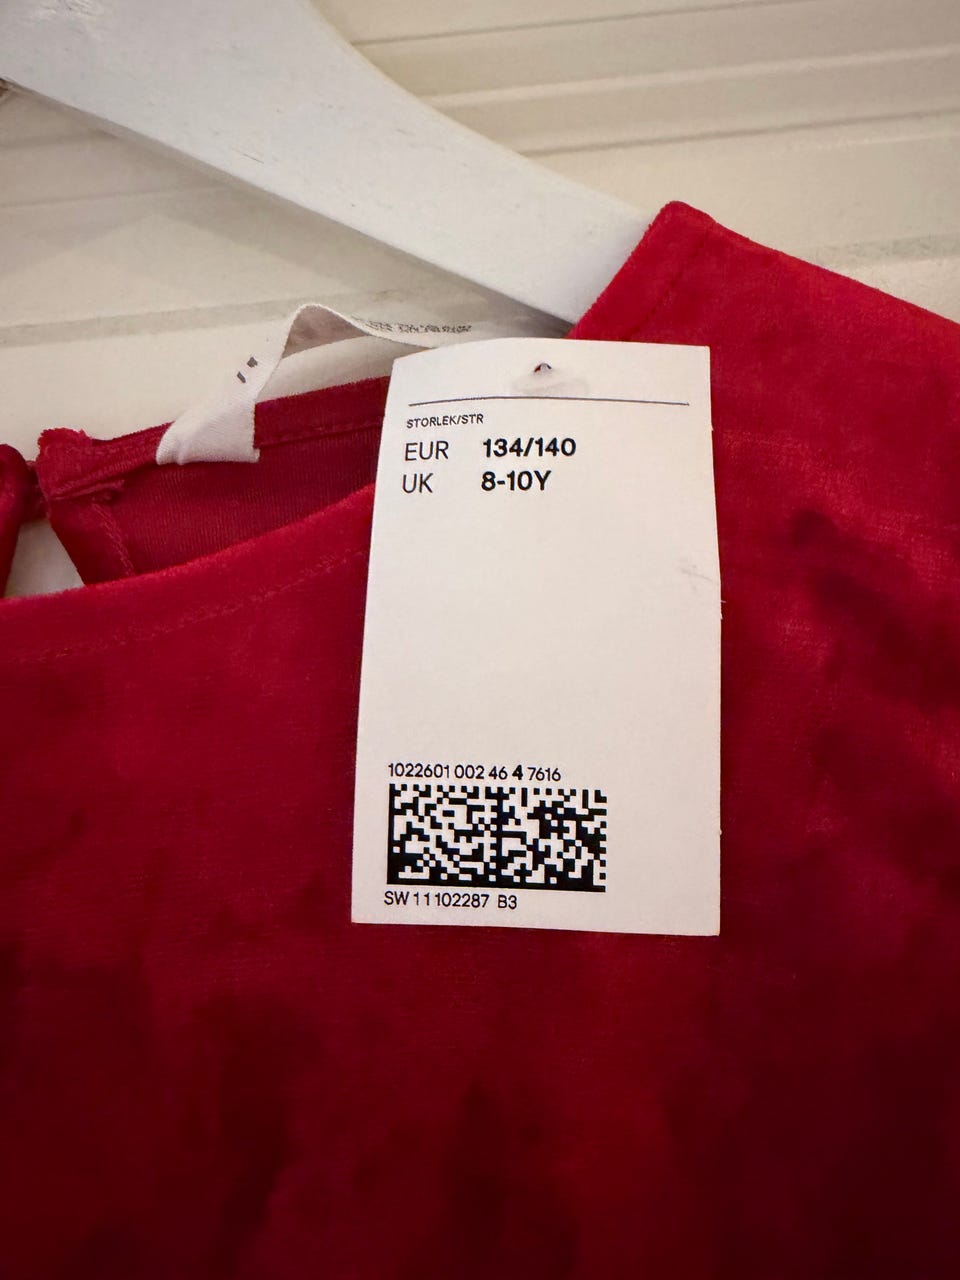 STORLEK/STR
EUR 134/140
UK 8-10Y
1022601 002 46 4 7616
SW 11102287 B3